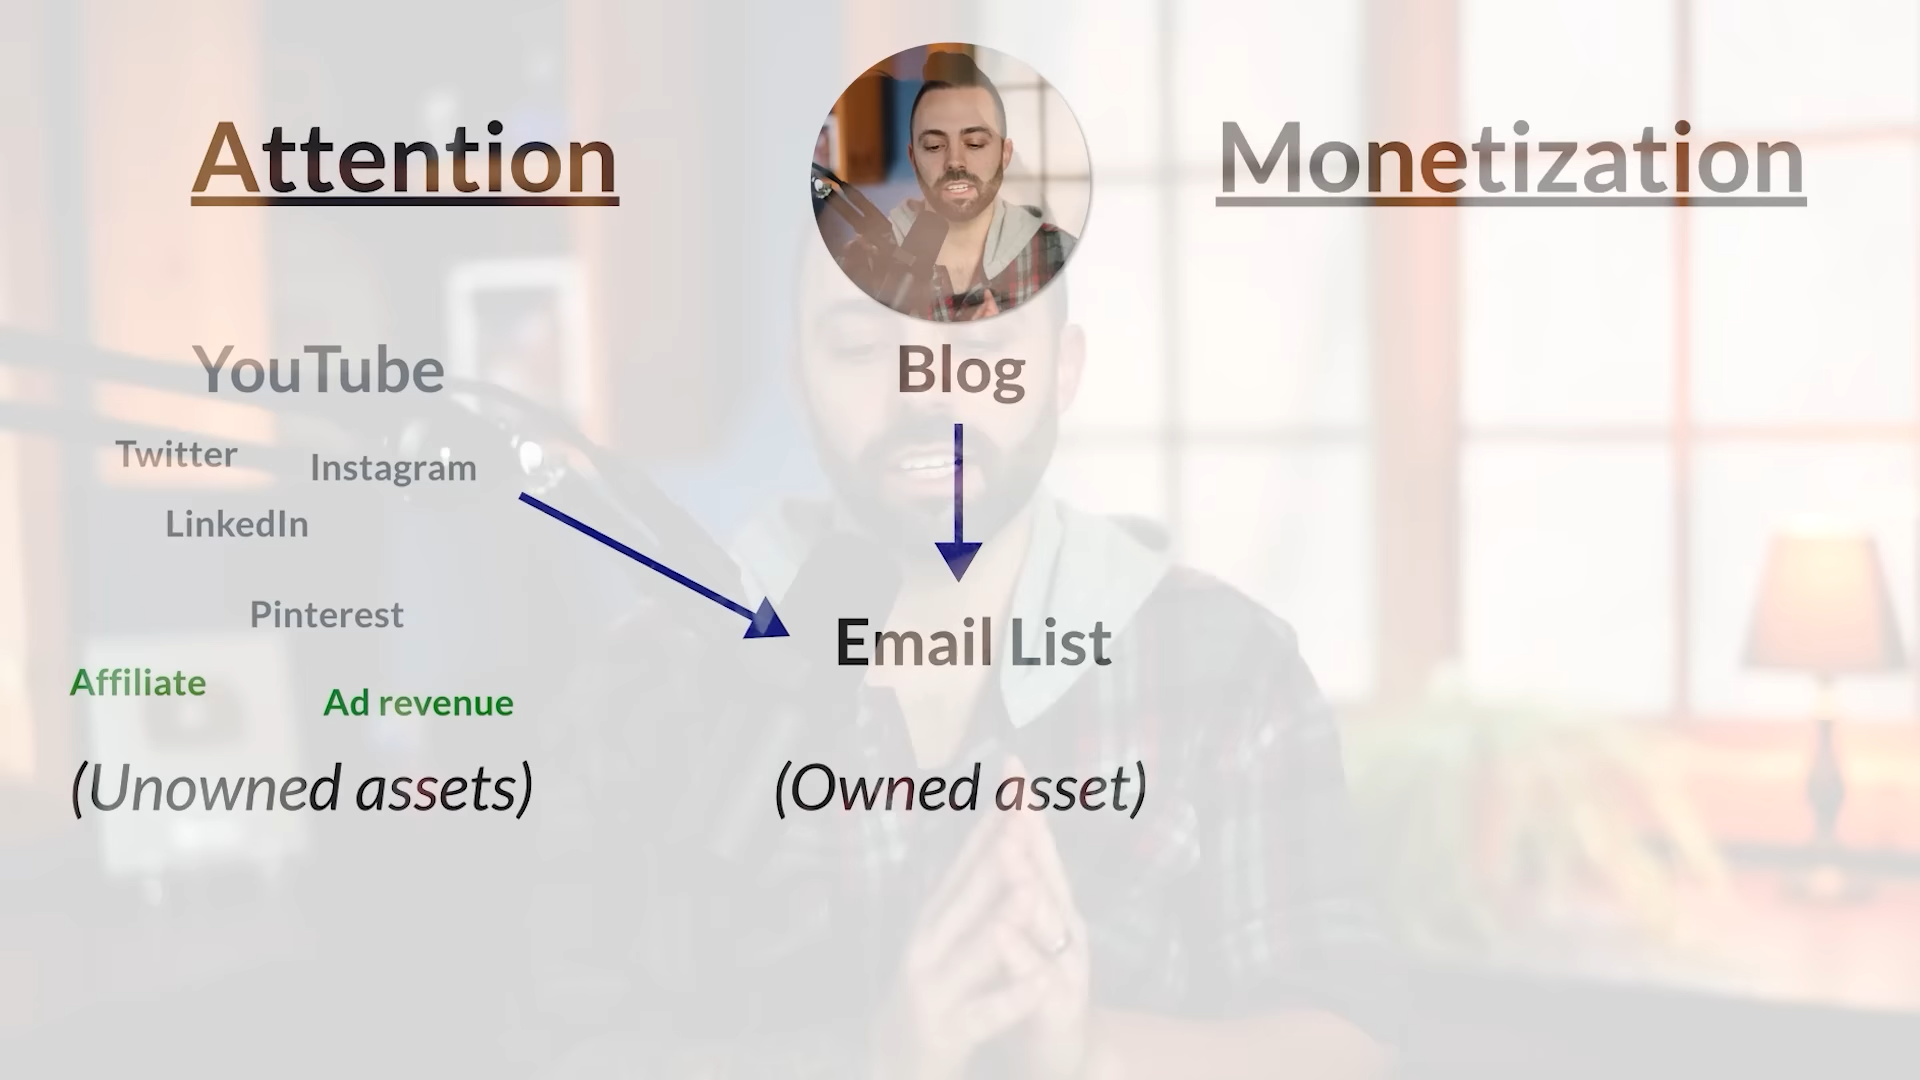 Attention
Monetization
YouTube
Blog
Twitter
Instagram
LinkedIn
Pinterest
Email List
Affiliate
Ad revenue
(Unowned assets)
(Owned asset)